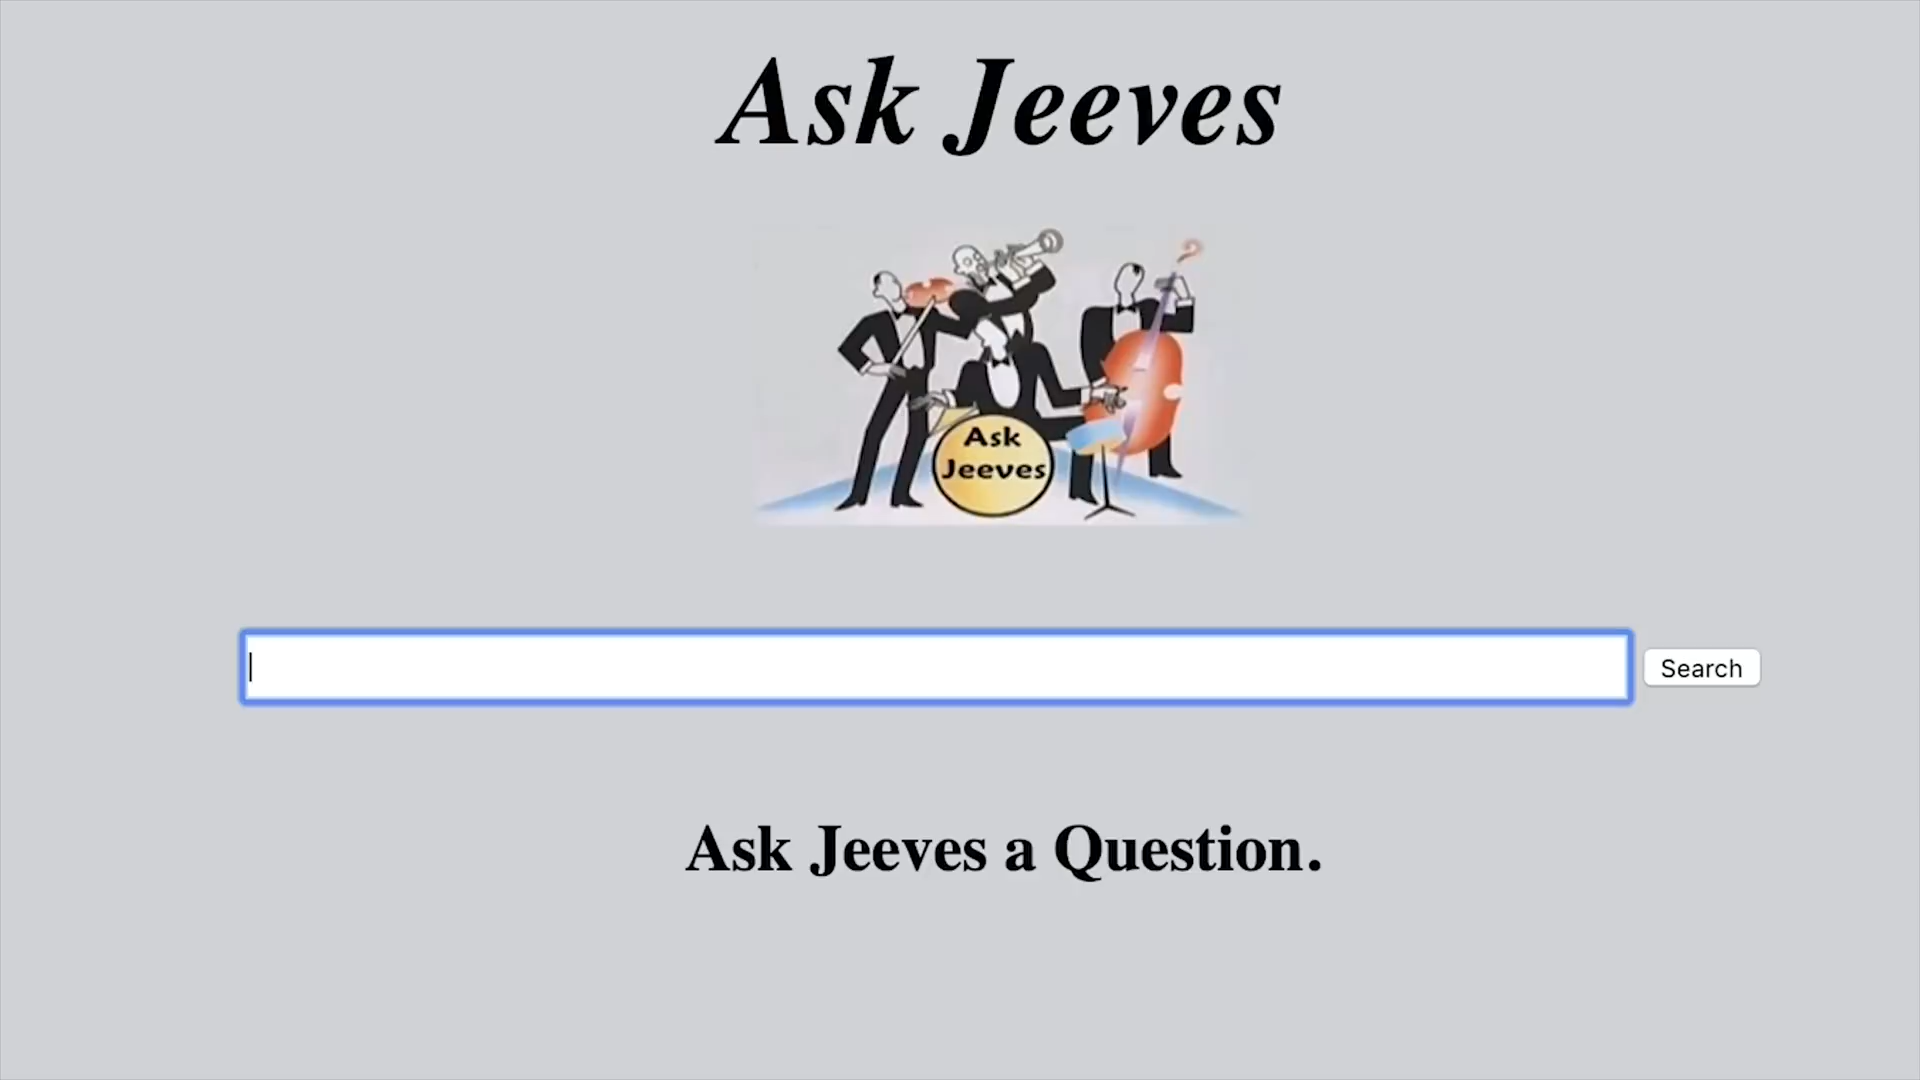 Ask Jeeves
Ask
Jeeves
Search
Ask Jeeves a Question.